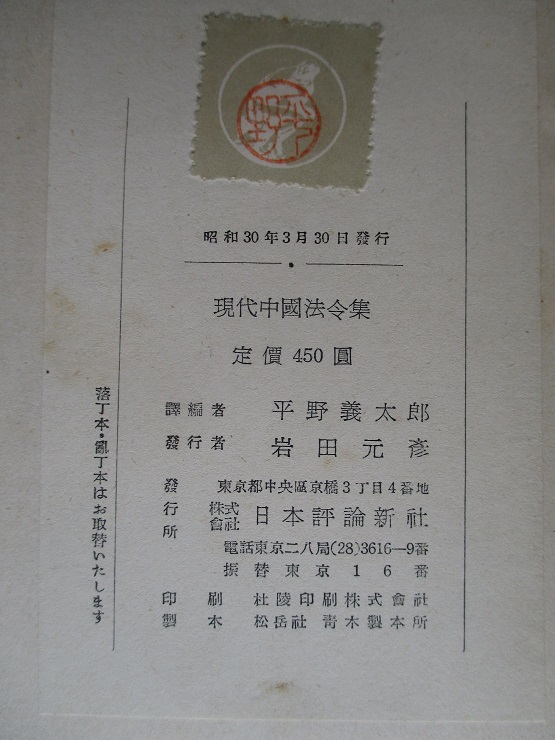 昭和30年3月30日發行
現代中國法令集
定價 450 圓
譯編者 平野義太郎
發行者 岩田元彥
東京都中央區京橋3丁目4番地
發行所 株式會社 日本評論新社
電話東京二八局(28)3616—9番
振替東京16番
印刷 杜陵印刷株式會社
製本 松岳社 靑木製本所
落丁本・亂丁本はお取替いたします